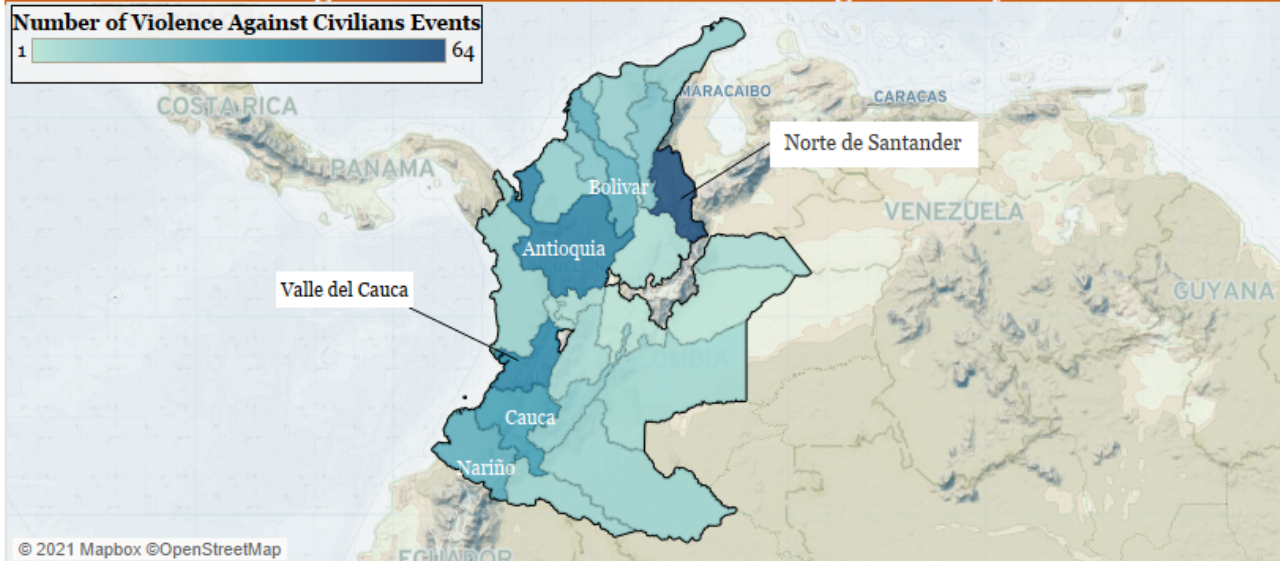 Number of Violence Against Civilians Events
1
64
COSTA RICA
PANAMA
MARACAIBO
CARACAS
Norte de Santander
Bolivar
VENEZUELA
Antioquia
Valle del Cauca
GUYANA
Cauca
Nariño
© 2021 Mapbox ©OpenStreetMap
ECUADOR